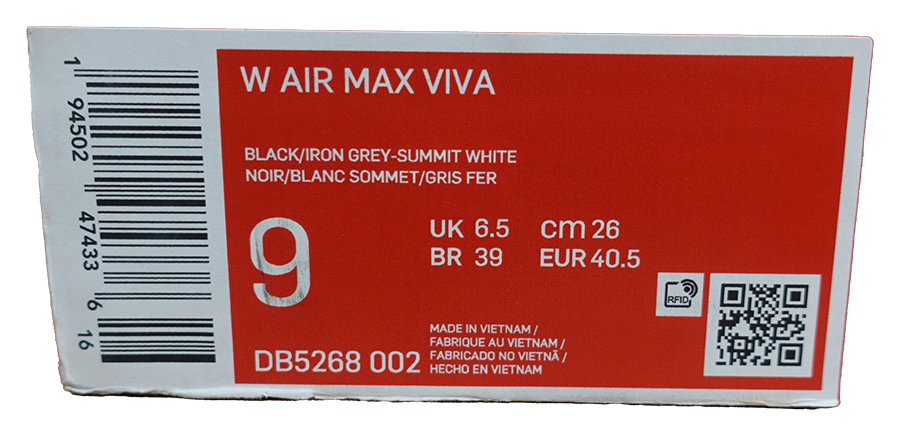 W AIR MAX VIVA
BLACK/IRON GREY-SUMMIT WHITE
NOIR/BLANC SOMMET/GRIS FER
9
UK 6.5 cm 26
BR 39 EUR 40.5
RFID
MADE IN VIETNAM /
FABRIQUE AU VIETNAM /
FABRICADO NO VIETNÃ /
HECHO EN VIETNAM
DB5268 002
1 94502 47433 6 16